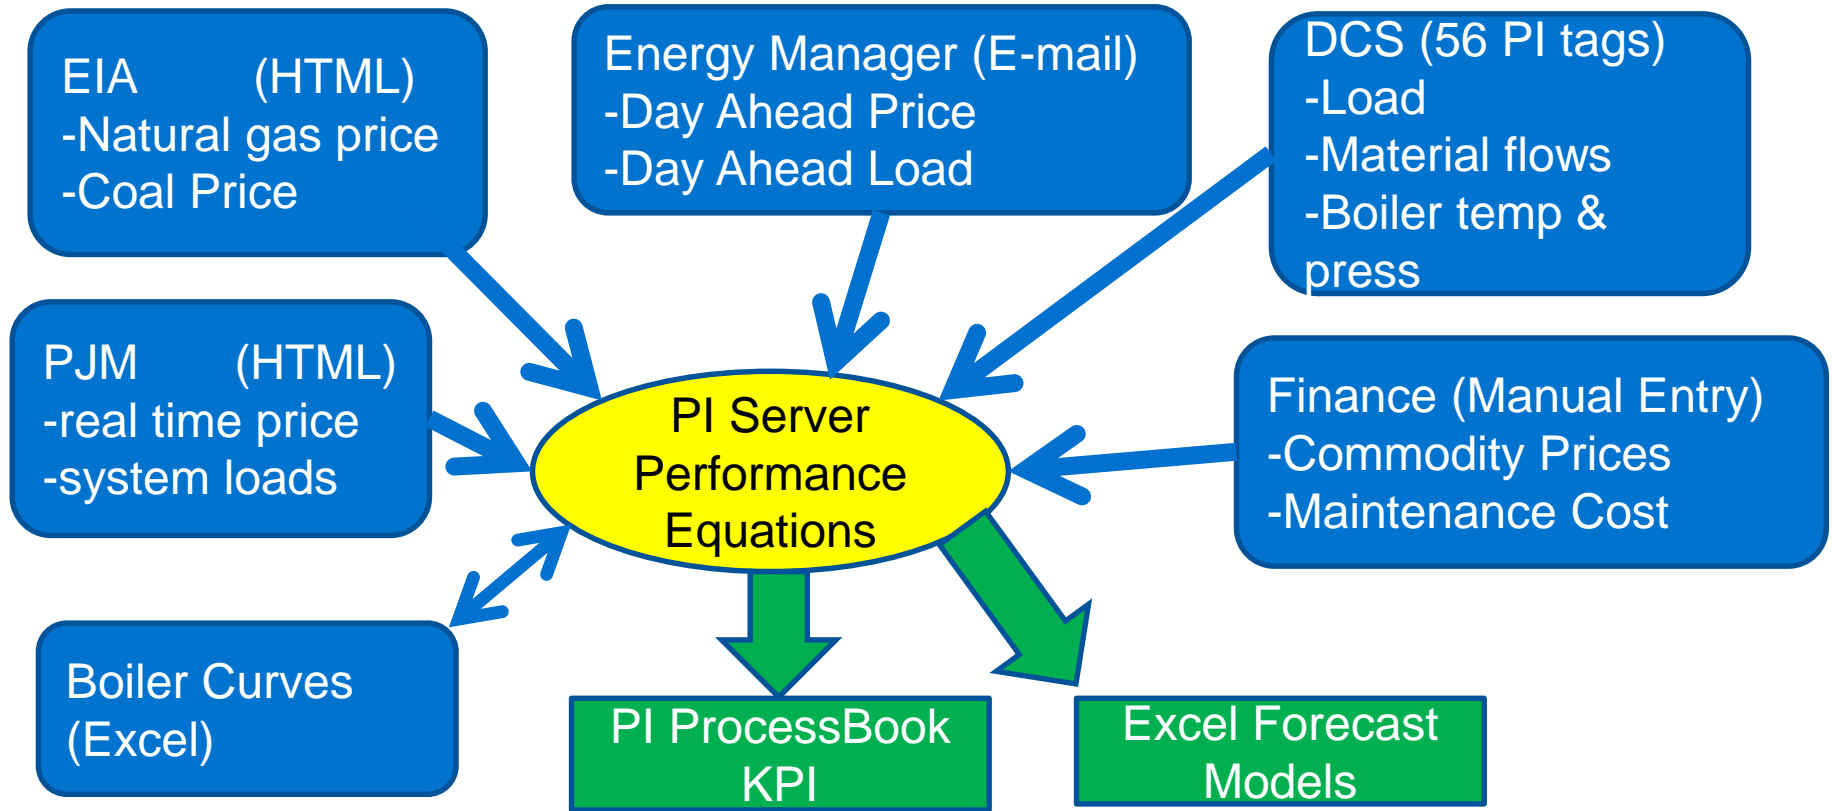 EIA (HTML)
-Natural gas price
-Coal Price
Energy Manager (E-mail)
-Day Ahead Price
-Day Ahead Load
DCS (56 PI tags)
-Load
-Material flows
-Boiler temp &
press
PJM (HTML)
-real time price
-system loads
PI Server
Performance
Equations
Finance (Manual Entry)
-Commodity Prices
-Maintenance Cost
Boiler Curves
(Excel)
PI ProcessBook
KPI
Excel Forecast
Models